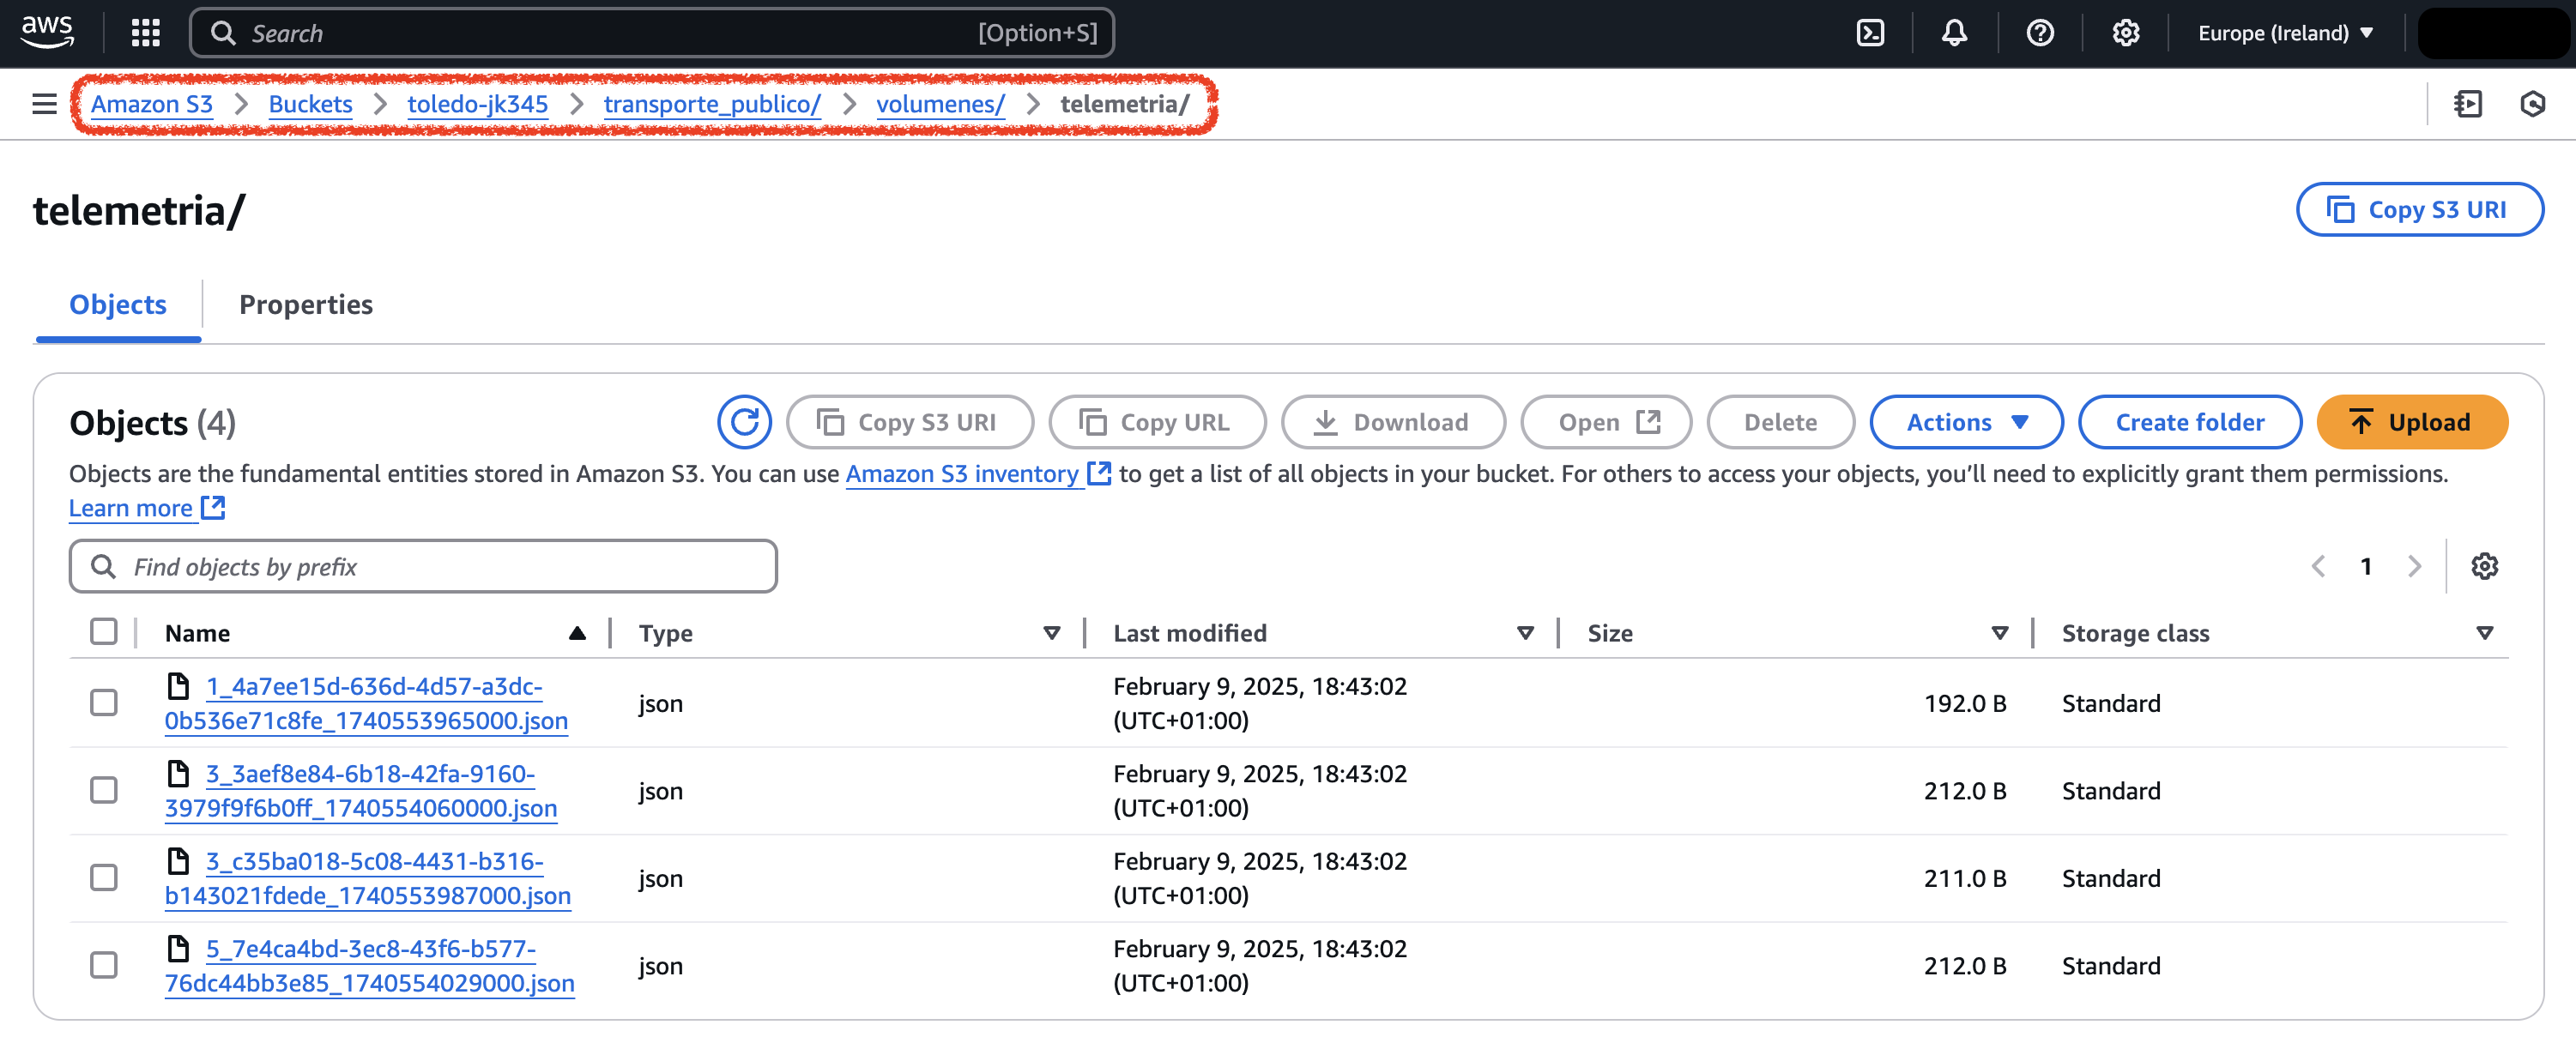 aws
Search [Option+S] Europe (Ireland)
Amazon S3 > Buckets > toledo-jk345 > transporte_publico/ > volumenes/ > telemetria/
telemetria/
Copy S3 URI
Objects Properties
Objects (4) Copy S3 URI Copy URL Download Open Delete Actions Create folder Upload
Objects are the fundamental entities stored in Amazon S3. You can use Amazon S3 inventory to get a list of all objects in your bucket. For others to access your objects, you’ll need to explicitly grant them permissions.
Learn more
Find objects by prefix 1
Name Type Last modified Size Storage class
1_4a7ee15d-636d-4d57-a3dc-
0b536e71c8fe_1740553965000.json
json
February 9, 2025, 18:43:02
(UTC+01:00)
192.0 B
Standard
3_3aef8e84-6b18-42fa-9160-
3979f9f6b0ff_1740554060000.json
json
February 9, 2025, 18:43:02
(UTC+01:00)
212.0 B
Standard
3_c35ba018-5c08-4431-b316-
b143021fdede_1740553987000.json
json
February 9, 2025, 18:43:02
(UTC+01:00)
211.0 B
Standard
5_7e4ca4bd-3ec8-43f6-b577-
76dc44bb3e85_1740554029000.json
json
February 9, 2025, 18:43:02
(UTC+01:00)
212.0 B
Standard